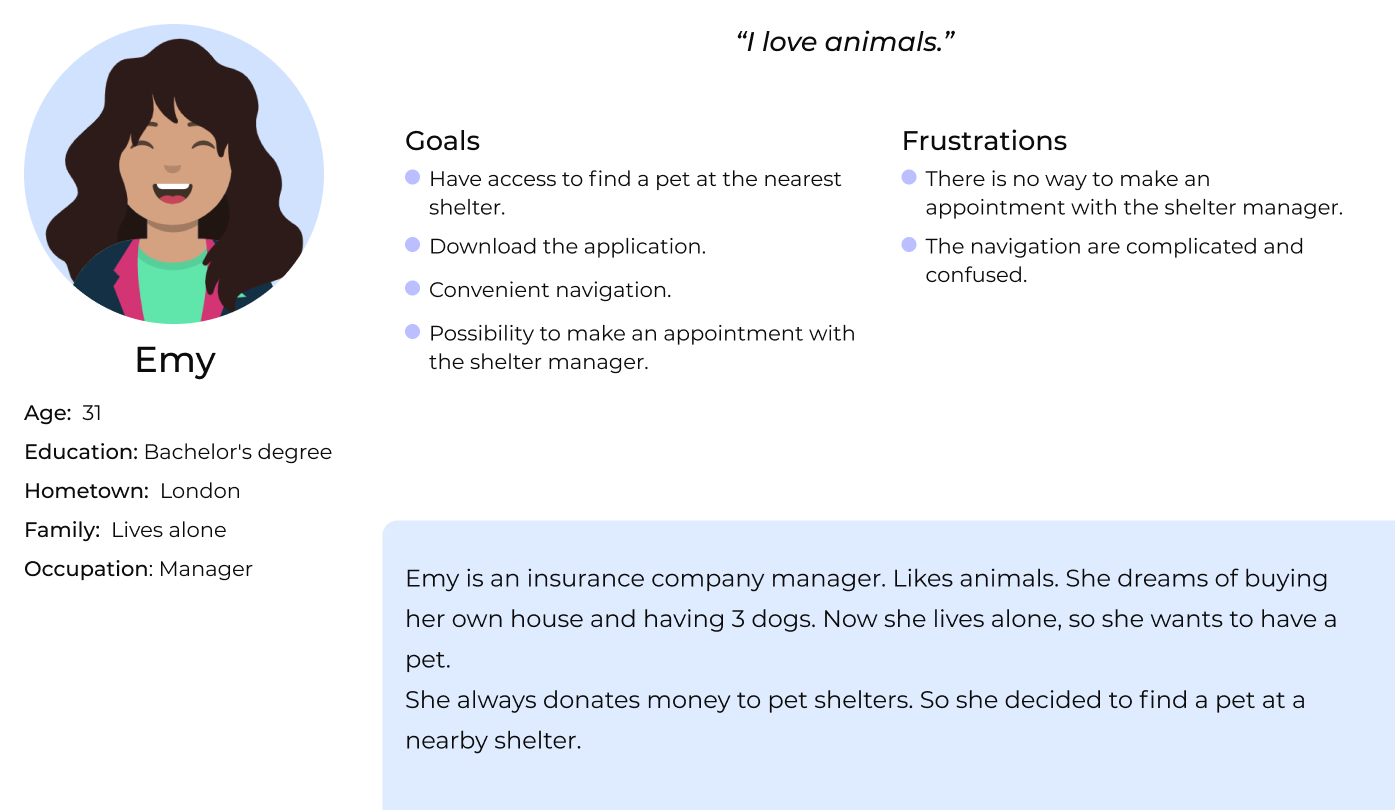 “I love animals.”
Goals
Have access to find a pet at the nearest
shelter.
Download the application.
Convenient navigation.
Possibility to make an appointment with
the shelter manager.
Frustrations
There is no way to make an
appointment with the shelter manager.
The navigation are complicated and
confused.
Emy
Age: 31
Education: Bachelor's degree
Hometown: London
Family: Lives alone
Occupation: Manager
Emy is an insurance company manager. Likes animals. She dreams of buying
her own house and having 3 dogs. Now she lives alone, so she wants to have a
pet.
She always donates money to pet shelters. So she decided to find a pet at a
nearby shelter.